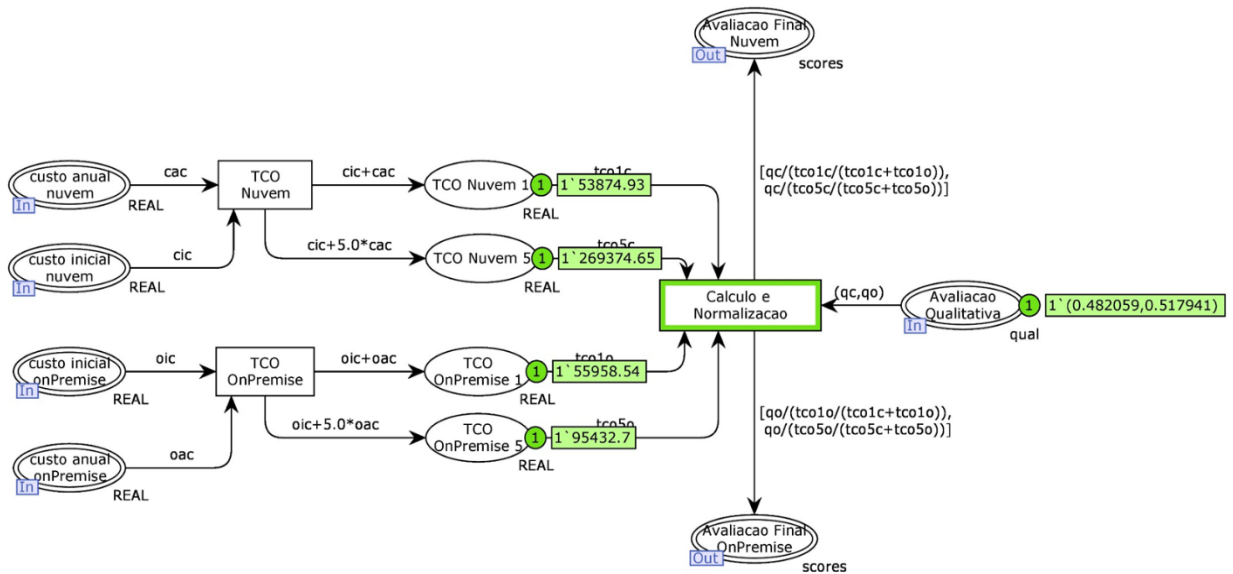 Avaliacao Final
Nuvem
Out
scores
[qc/(tco1c/(tco1c+tco1o)),
qc/(tco5c/(tco5c+tco5o))]
custo anual
nuvem
In
REAL
cac
TCO
Nuvem
cic+cac
TCO Nuvem 1
1
tco1c
1`53874.93
REAL
custo inicial
nuvem
In
REAL
cic
cic+5.0*cac
TCO Nuvem 5
1
tco5c
1`269374.65
REAL
Calculo e
Normalizacao
(qc,qo)
Avaliacao
Qualitativa
In
1
1`(0.482059,0.517941)
qual
custo inicial
onPremise
In
REAL
oic
TCO
OnPremise
oic+oac
TCO
OnPremise 1
1
tco1o
1`55958.54
REAL
custo anual
onPremise
In
REAL
oac
oic+5.0*oac
TCO
OnPremise 5
1
tco5o
1`95432.7
REAL
[qo/(tco1o/(tco1c+tco1o)),
qo/(tco5o/(tco5c+tco5o))]
Avaliacao Final
OnPremise
Out
scores